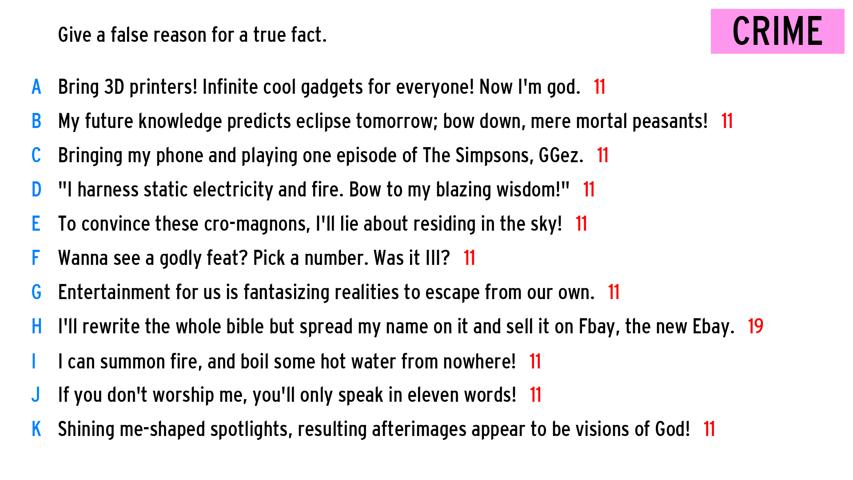 Give a false reason for a true fact.
CRIME
A Bring 3D printers! Infinite cool gadgets for everyone! Now I'm god. 11
B My future knowledge predicts eclipse tomorrow; bow down, mere mortal peasants! 11
C Bringing my phone and playing one episode of The Simpsons, GGez. 11
D "I harness static electricity and fire. Bow to my blazing wisdom!" 11
E To convince these cro-magnons, I'll lie about residing in the sky! 11
F Wanna see a godly feat? Pick a number. Was it III? 11
G Entertainment for us is fantasizing realities to escape from our own. 11
H I'll rewrite the whole bible but spread my name on it and sell it on Fbay, the new Ebay. 19
I I can summon fire, and boil some hot water from nowhere! 11
J If you don't worship me, you'll only speak in eleven words! 11
K Shining me-shaped spotlights, resulting afterimages appear to be visions of God! 11